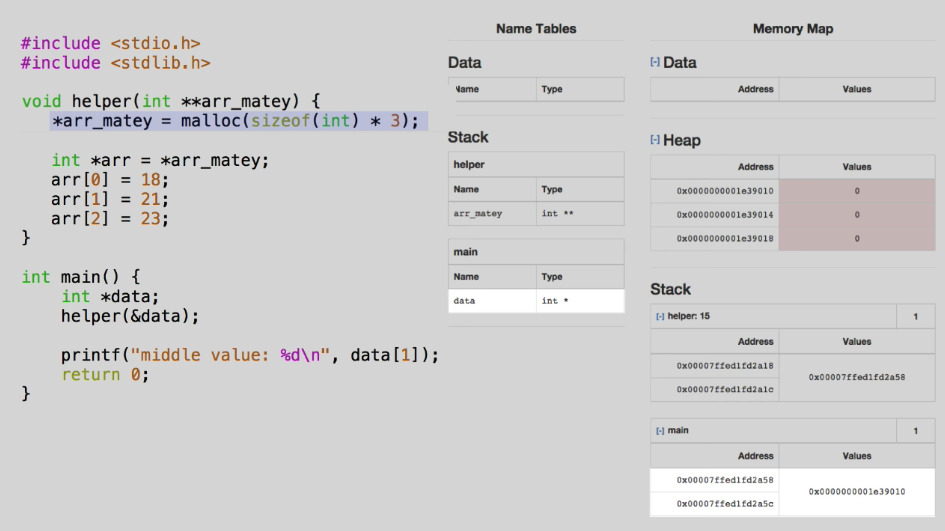 #include <stdio.h>
#include <stdlib.h>
void helper(int **arr_matey) {
*arr_matey = malloc(sizeof(int) * 3);
int *arr = *arr_matey;
arr[0] = 18;
arr[1] = 21;
arr[2] = 23;
}
int main() {
int *data;
helper(&data);
printf("middle value: %d\n", data[1]);
return 0;
}
Name Tables
Data
Name Type
Stack
helper
Name Type
arr_matey int **
main
Name Type
data int *
Memory Map
[-] Data
Address Values
[-] Heap
Address Values
0x0000000001e39010 0
0x0000000001e39014 0
0x0000000001e39018 0
Stack
[-] helper: 15 1
Address Values
0x00007ffed1fd2a18
0x00007ffed1fd2a58
0x00007ffed1fd2a1c
[-] main 1
Address Values
0x00007ffed1fd2a58
0x0000000001e39010
0x00007ffed1fd2a5c